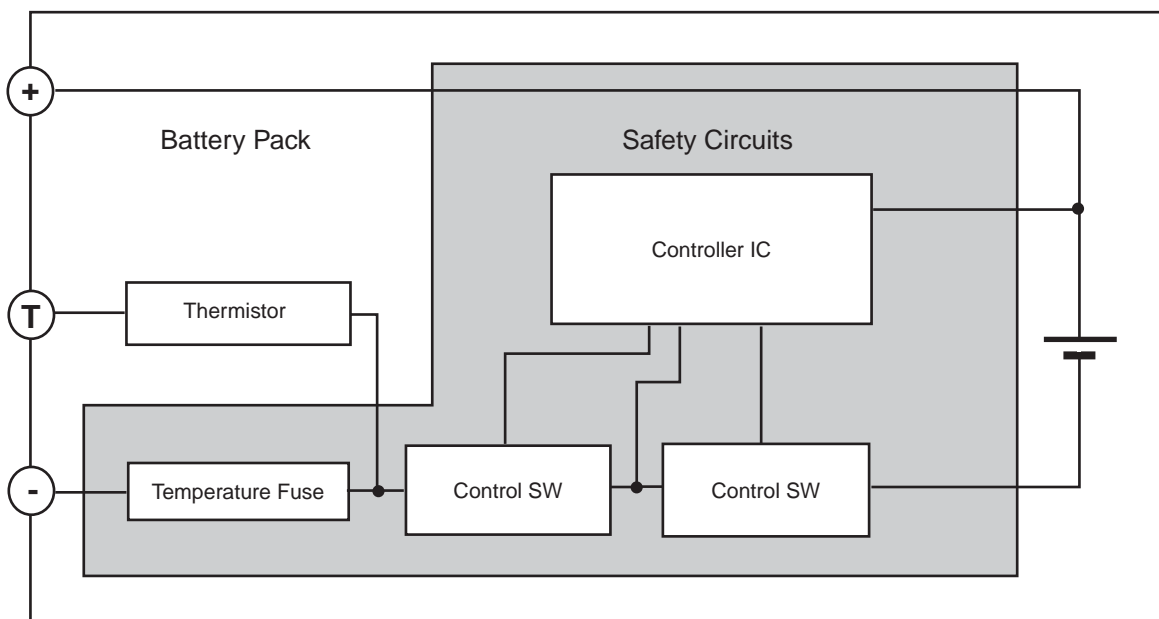 +
Battery Pack
Safety Circuits
Controller IC
T
Thermistor
-
Temperature Fuse
Control SW
Control SW